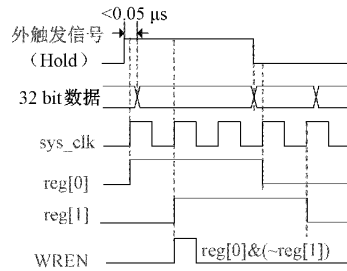 <0.05 μs
外触发信号
（Hold）
32 bit数据
sys_clk
reg[0]
reg[1]
WREN
reg[0]&(~reg[1])